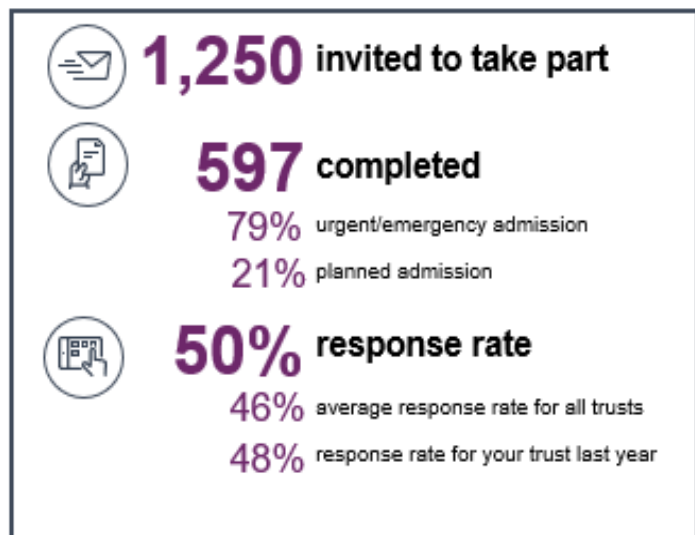 1,250 invited to take part
597 completed
79% urgent/emergency admission
21% planned admission
50% response rate
46% average response rate for all trusts
48% response rate for your trust last year